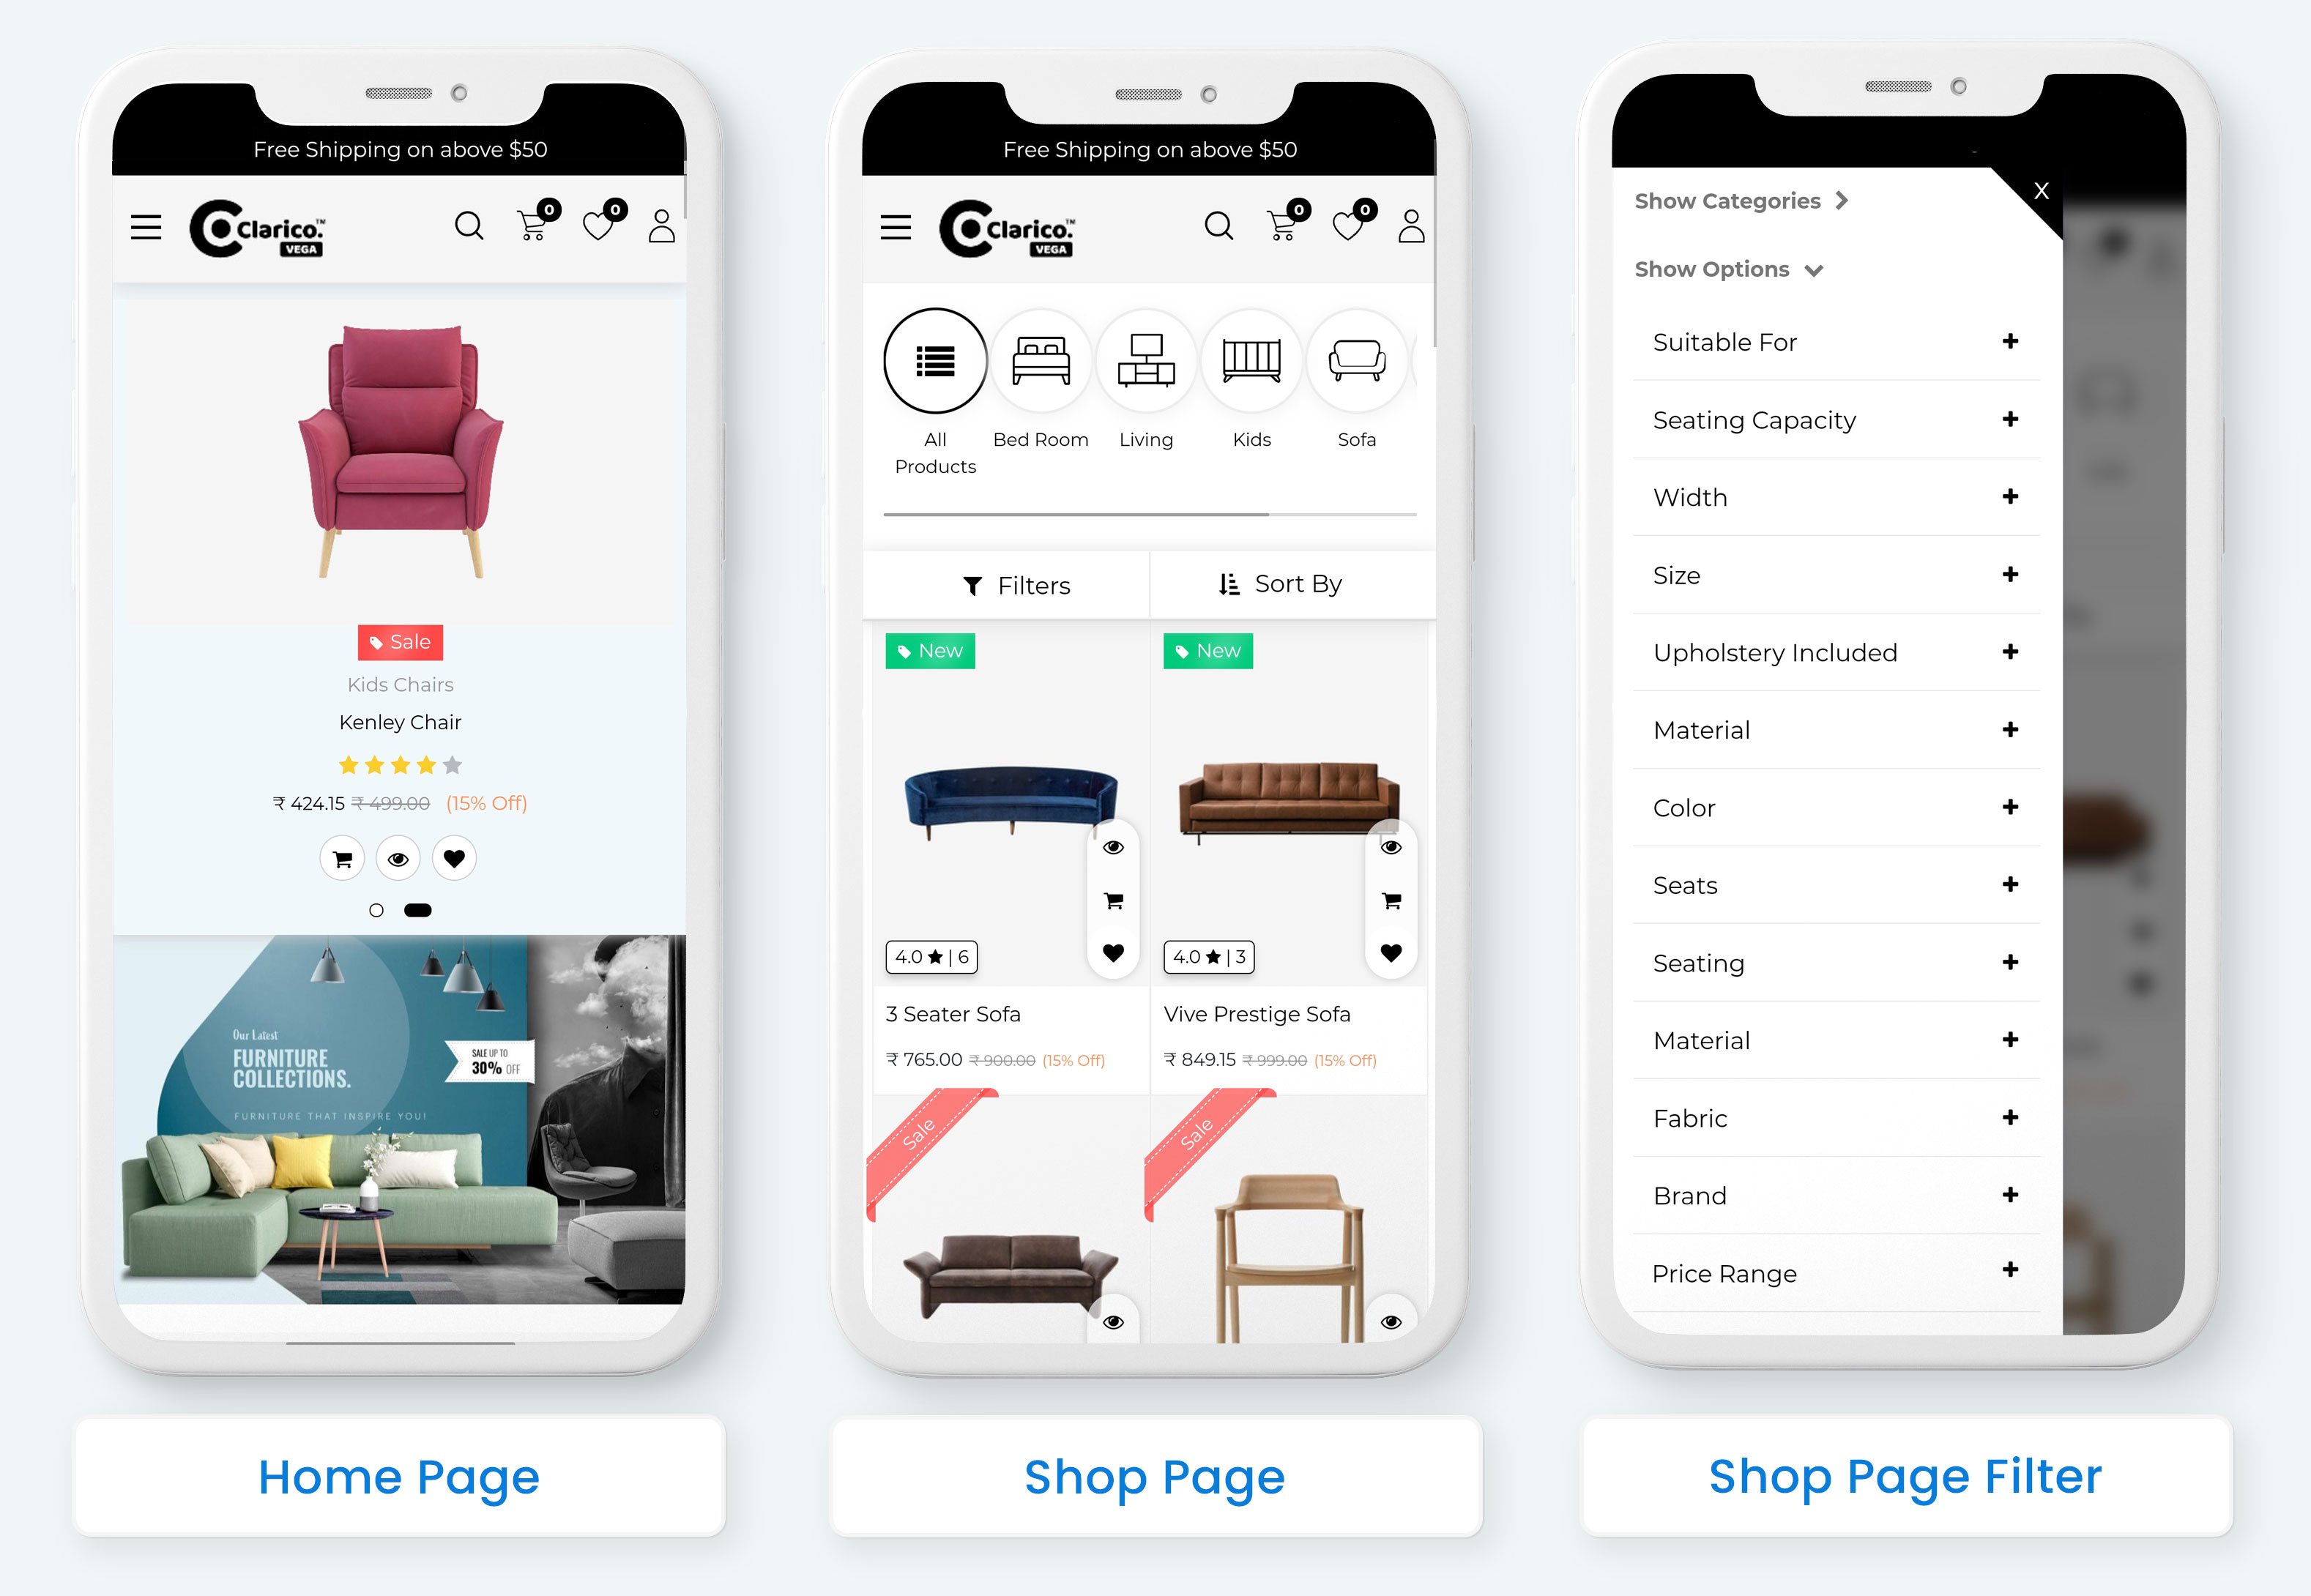 Free Shipping on above $50
Clarico.™
VEGA
0
0
Sale
Kids Chairs
Kenley Chair
₹ 424.15 ₹ 499.00 (15% Off)
Our Latest
FURNITURE
COLLECTIONS.
FURNITURE THAT INSPIRE YOU!
SALE UP TO
30% OFF
Home Page
Free Shipping on above $50
Clarico.™
VEGA
0
0
All
Products
Bed Room
Living
Kids
Sofa
Filters
Sort By
New
New
4.0 ★ | 6
4.0 ★ | 3
3 Seater Sofa
₹ 765.00 ₹ 900.00 (15% Off)
Vive Prestige Sofa
₹ 849.15 ₹ 999.00 (15% Off)
Sale
Sale
Shop Page
X
Show Categories
Show Options
Suitable For
Seating Capacity
Width
Size
Upholstery Included
Material
Color
Seats
Seating
Material
Fabric
Brand
Price Range
Shop Page Filter